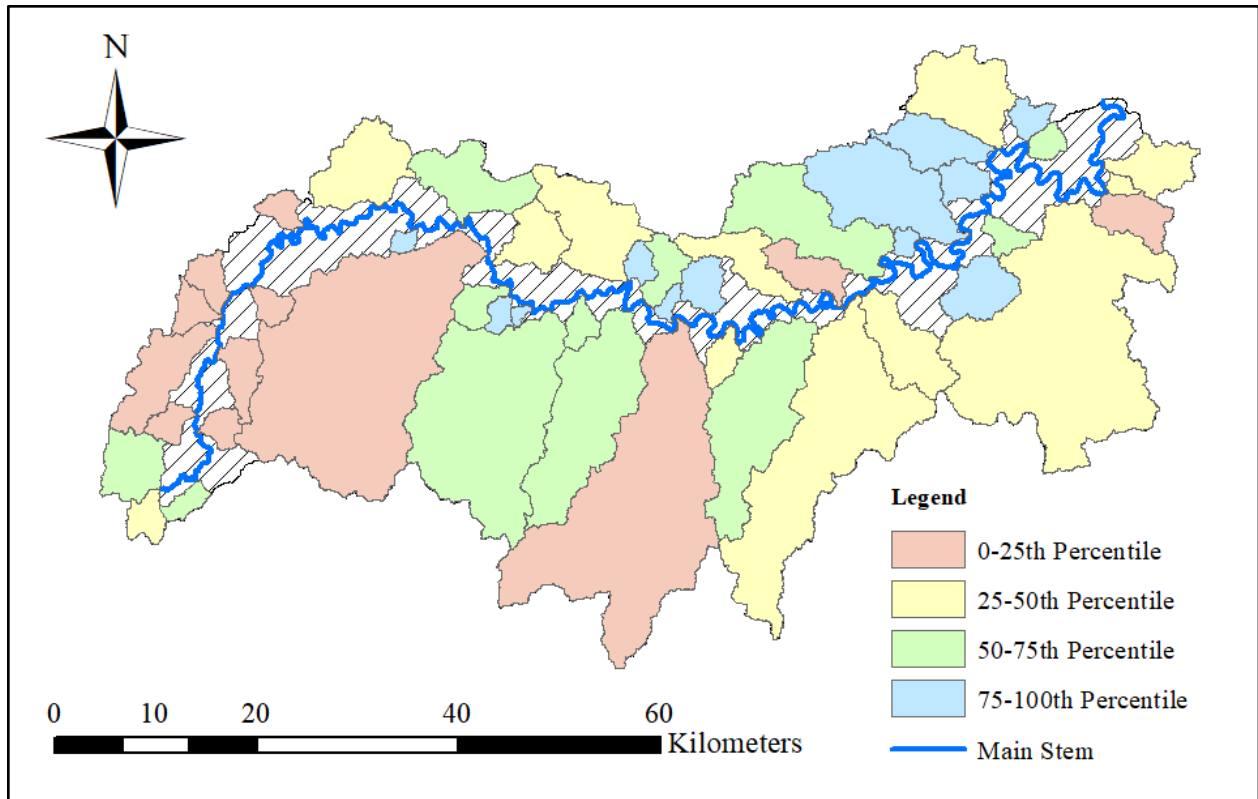 N
Legend
0-25th Percentile
25-50th Percentile
50-75th Percentile
75-100th Percentile
Main Stem
0 10 20 40 60
Kilometers